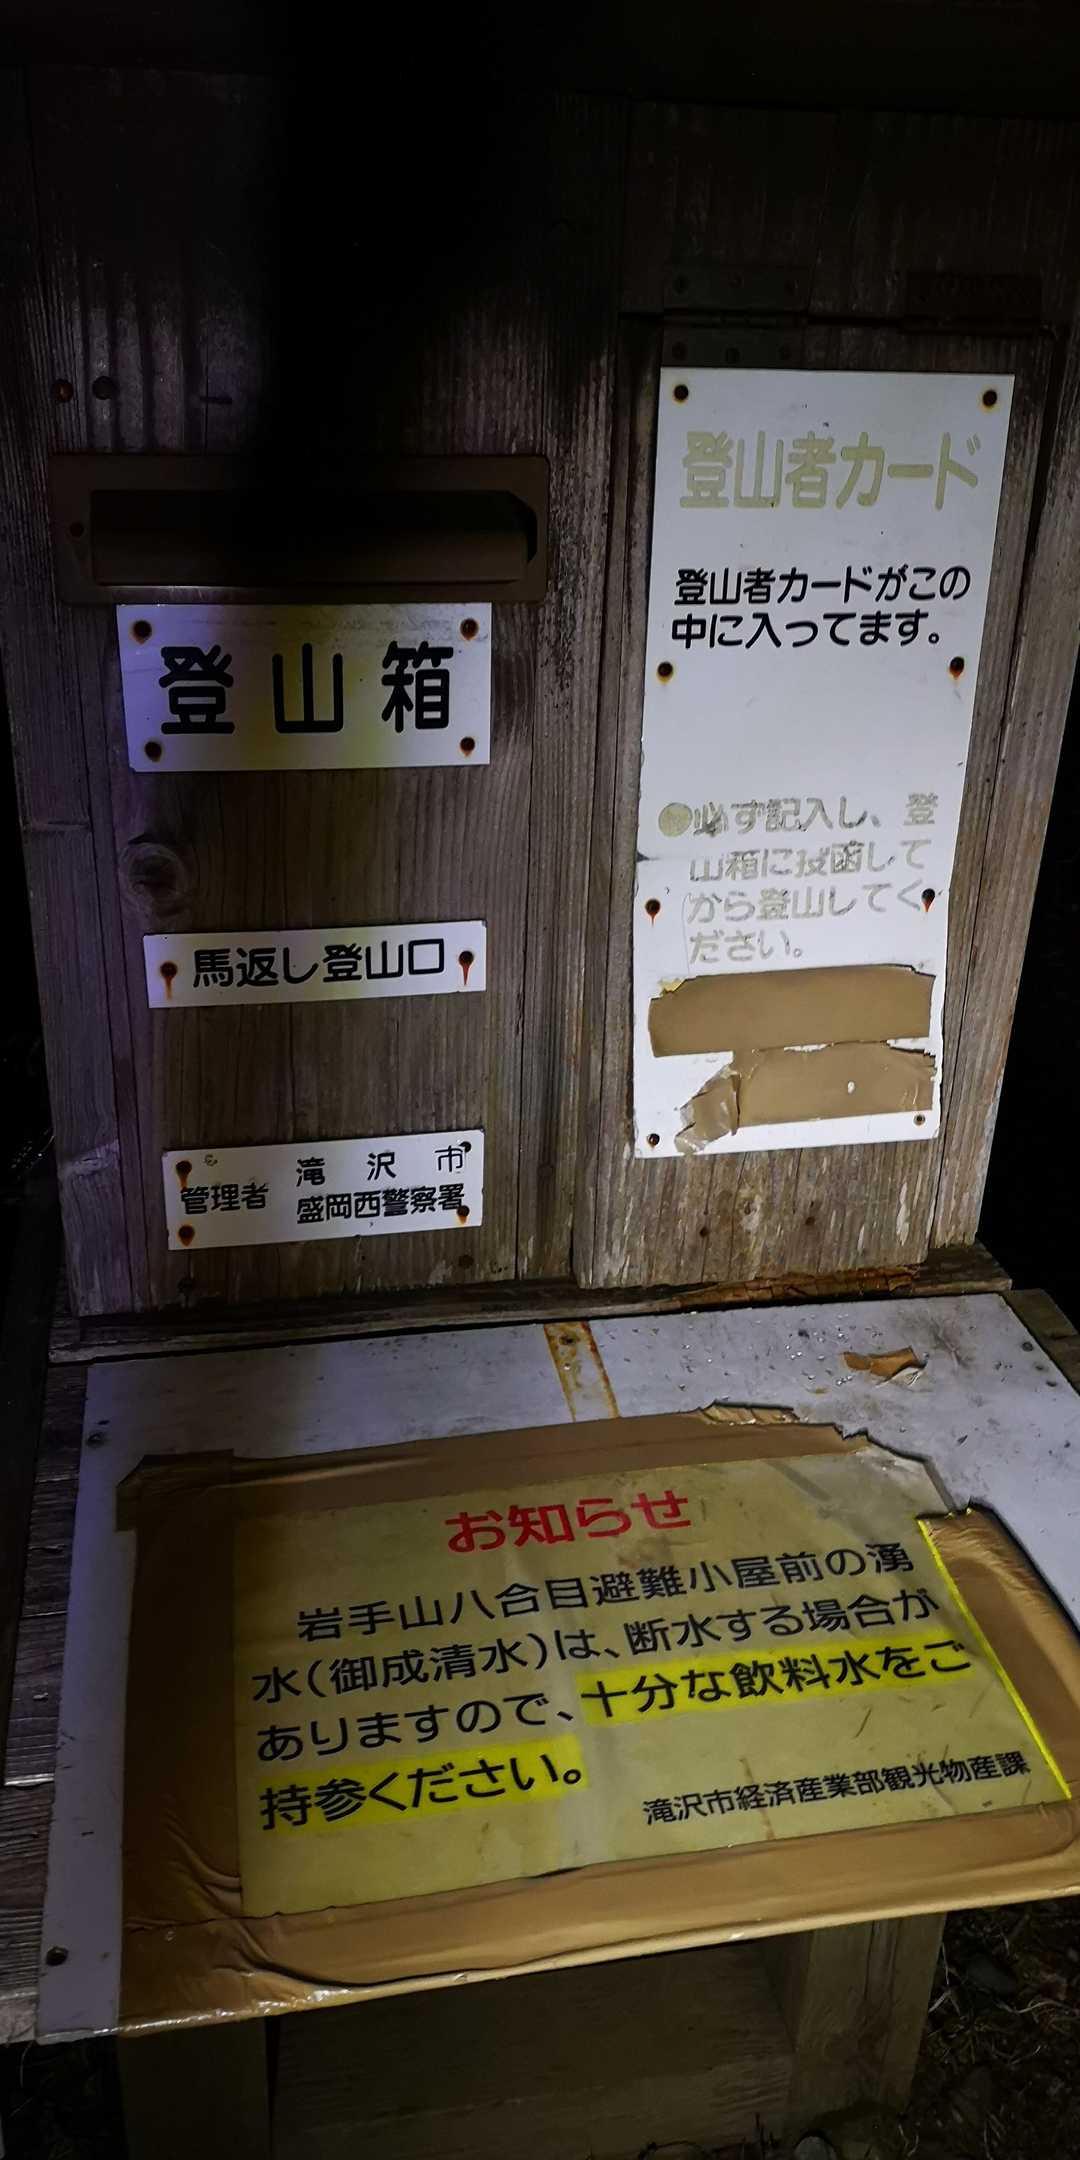 登山箱
馬返し登山口
管理者
滝沢市
盛岡西警察署
登山者カード
登山者カードがこの
中に入ってます。
●必ず記入し、登
山箱に投函して
から登山してく
ださい。
お知らせ
岩手山八合目避難小屋前の湧
水(御成清水)は、断水する場合が
ありますので、十分な飲料水をご
持参ください。
滝沢市経済産業部観光物産課